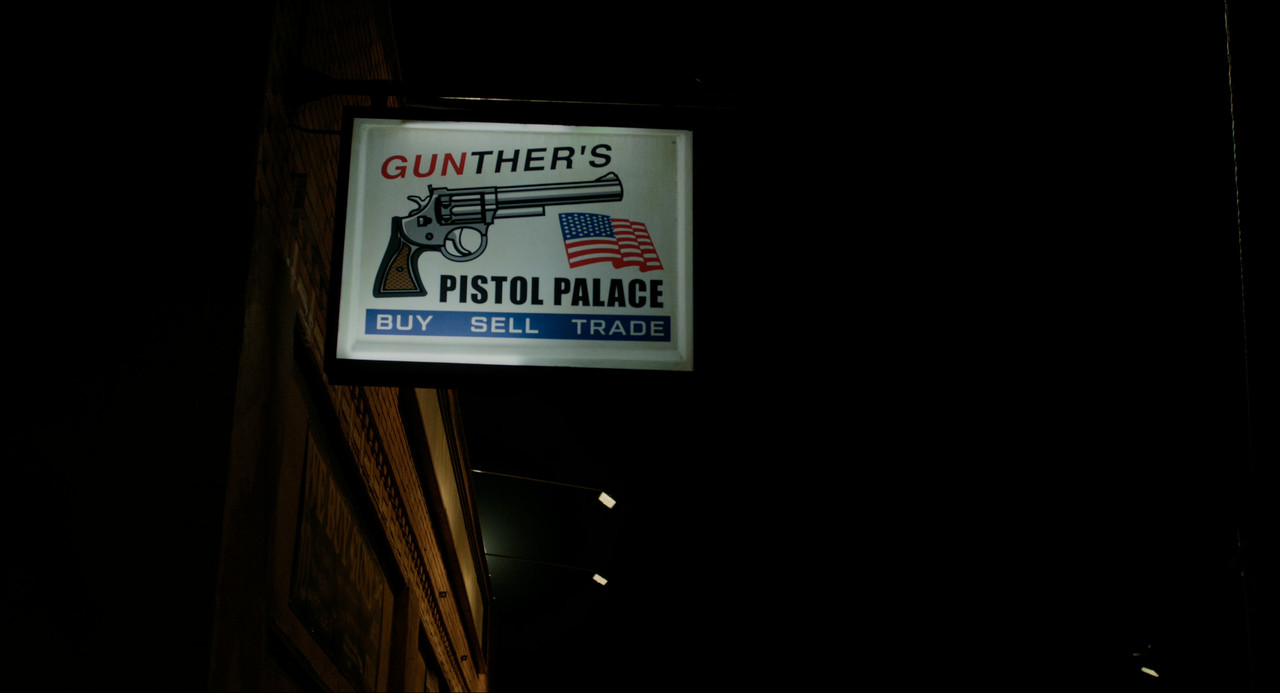 GUNTHER'S
PISTOL PALACE
BUY SELL TRADE